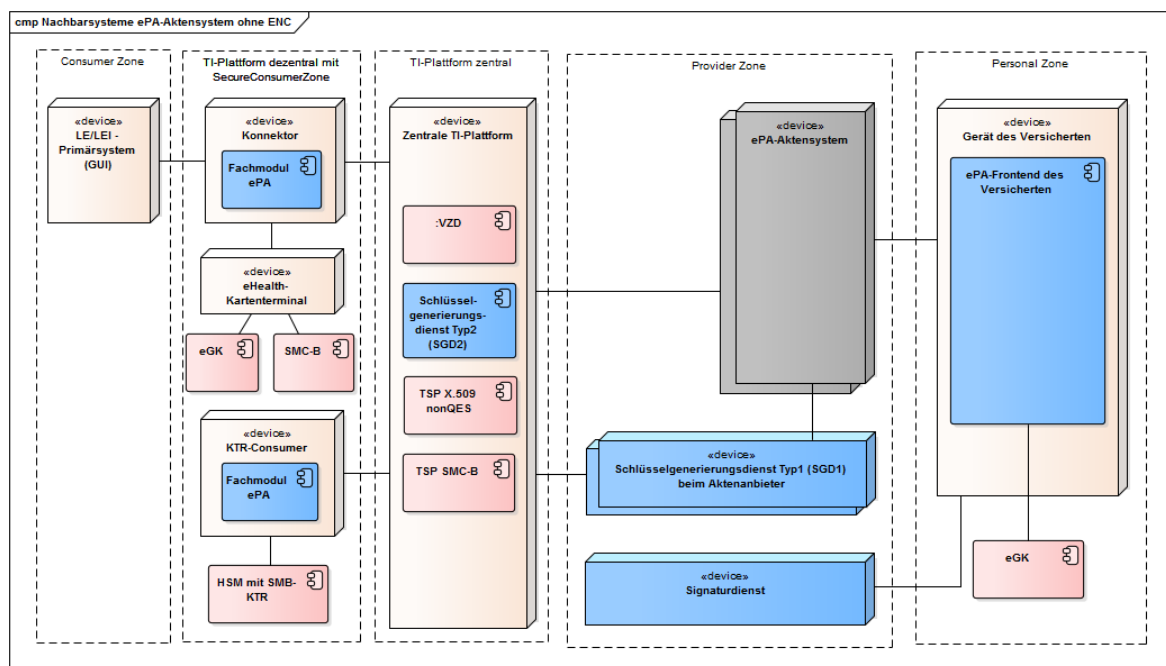 cmp Nachbarsysteme ePA-Aktensystem ohne ENC
Consumer Zone
«device»
LE/LEI -
Primärsystem
(GUI)
TI-Plattform dezentral mit
SecureConsumerZone
«device»
Konnektor
Fachmodul
ePA
«device»
eHealth-
Kartenterminal
eGK
SMC-B
«device»
KTR-Consumer
Fachmodul
ePA
HSM mit SMB-
KTR
TI-Plattform zentral
«device»
Zentrale TI-Plattform
:VZD
Schlüssel-
generierungs-
dienst Typ2
(SGD2)
TSP X.509
nonQES
TSP SMC-B
Provider Zone
«device»
ePA-Aktensystem
«device»
Schlüsselgenerierungsdienst Typ1 (SGD1)
beim Aktenanbieter
«device»
Signaturdienst
Personal Zone
«device»
Gerät des Versicherten
ePA-Frontend des
Versicherten
eGK